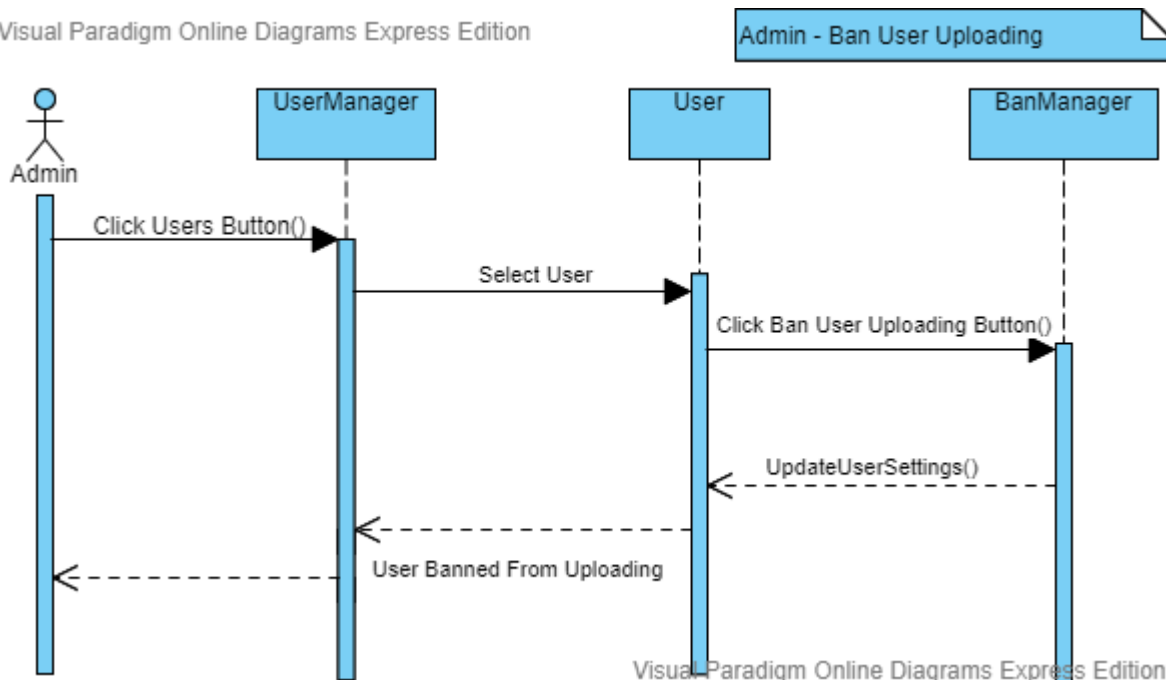 Visual Paradigm Online Diagrams Express Edition
Admin - Ban User Uploading
UserManager
User
BanManager
Admin
Click Users Button()
Select User
Click Ban User Uploading Button()
UpdateUserSettings()
User Banned From Uploading
Visual Paradigm Online Diagrams Express Edition